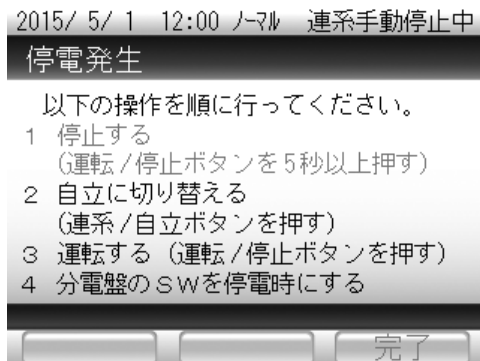 2015/ 5/ 1 12:00 ﾉｰﾏﾙ 連系手動停止中
停電発生
以下の操作を順に行ってください。
1 停止する
(運転/停止ボタンを5秒以上押す)
2 自立に切り替える
(連系/自立ボタンを押す)
3 運転する (運転/停止ボタンを押す)
4 分電盤のSWを停電時にする
完了